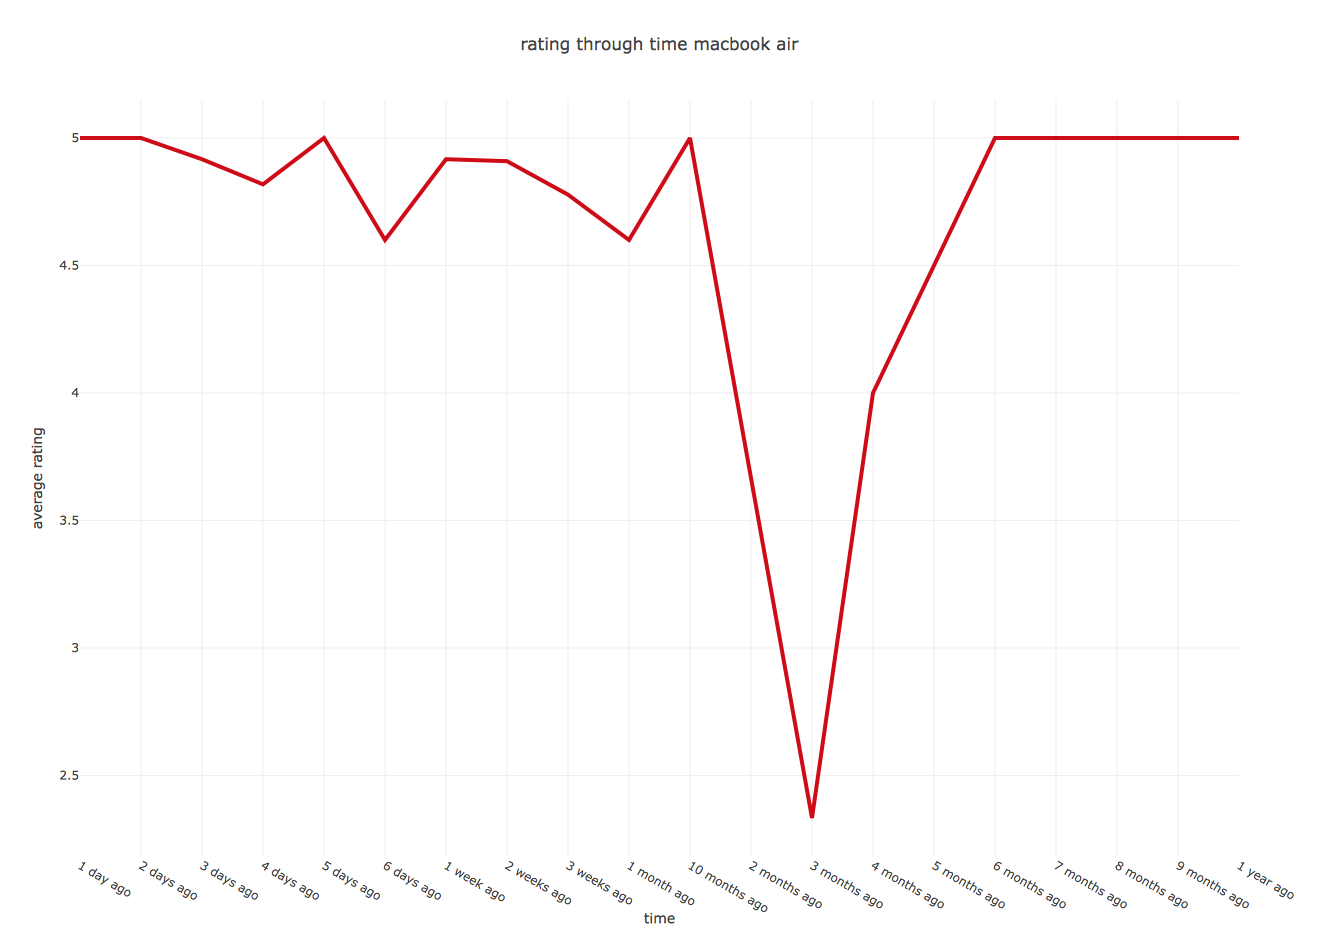 rating through time macbook air
5
4.5
4
3.5
3
2.5
average rating
1 day ago
2 days ago
3 days ago
4 days ago
5 days ago
6 days ago
1 week ago
2 weeks ago
3 weeks ago
1 month ago
10 months ago
2 months ago
3 months ago
4 months ago
5 months ago
6 months ago
7 months ago
8 months ago
9 months ago
1 year ago
time